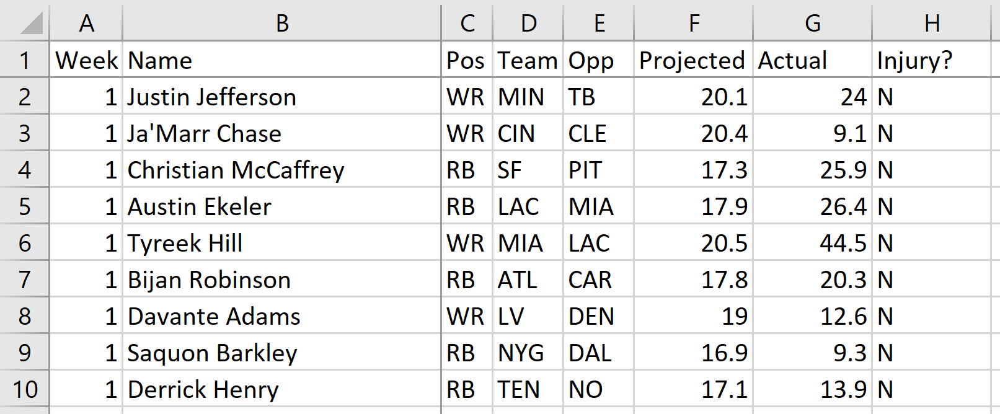 A B C D E F G H
1 Week Name Pos Team Opp Projected Actual Injury?
2 1 Justin Jefferson WR MIN TB 20.1 24 N
3 1 Ja'Marr Chase WR CIN CLE 20.4 9.1 N
4 1 Christian McCaffrey RB SF PIT 17.3 25.9 N
5 1 Austin Ekeler RB LAC MIA 17.9 26.4 N
6 1 Tyreek Hill WR MIA LAC 20.5 44.5 N
7 1 Bijan Robinson RB ATL CAR 17.8 20.3 N
8 1 Davante Adams WR LV DEN 19 12.6 N
9 1 Saquon Barkley RB NYG DAL 16.9 9.3 N
10 1 Derrick Henry RB TEN NO 17.1 13.9 N